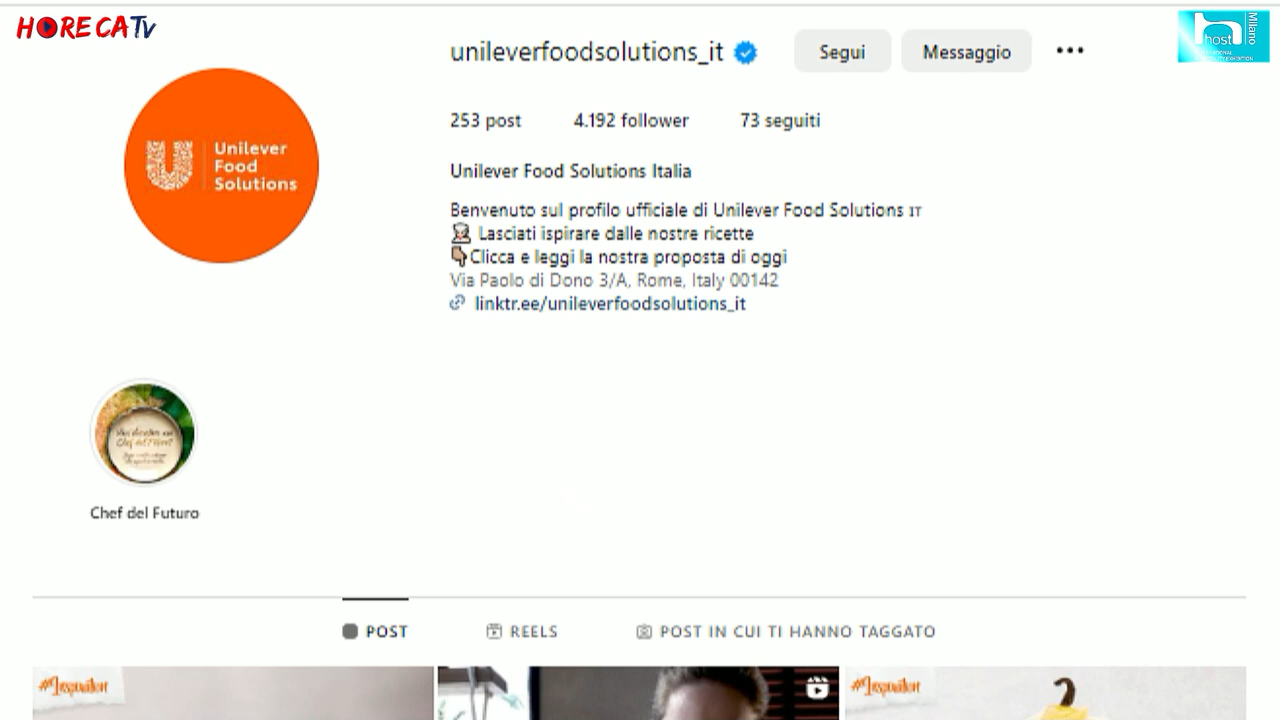 HORECATV
host
Milano
unileverfoodsolutions_it
Segui
Messaggio
253 post
4.192 follower
73 seguiti
Unilever
Food
Solutions
Unilever Food Solutions Italia
Benvenuto sul profilo ufficiale di Unilever Food Solutions IT
Lasciati ispirare dalle nostre ricette
Clicca e leggi la nostra proposta di oggi
Via Paolo di Dono 3/A, Rome, Italy 00142
linktr.ee/unileverfoodsolutions_it
Chef del Futuro
POST
REELS
POST IN CUI TI HANNO TAGGATO